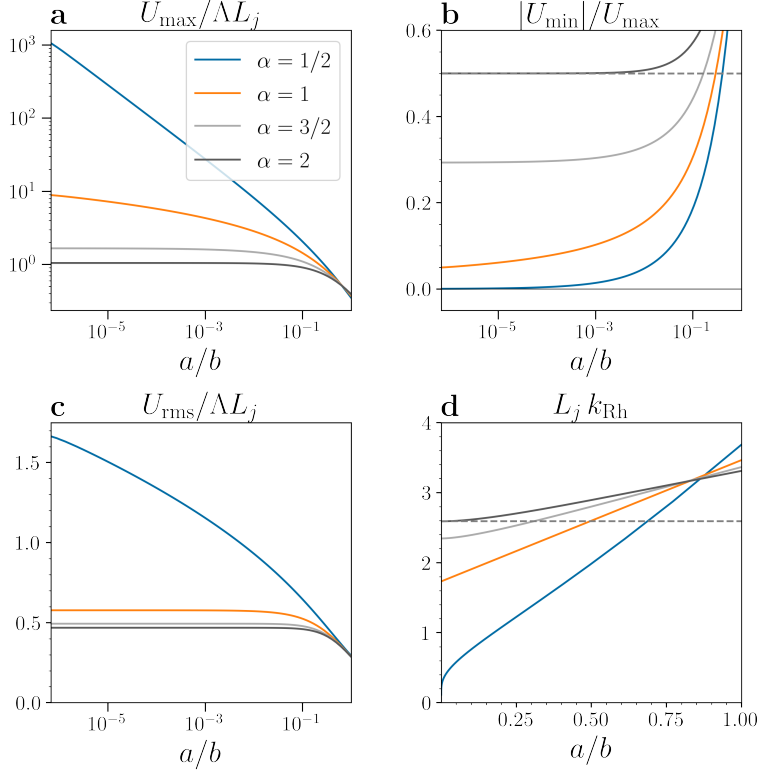 a U_max/ΛL_j
10^3
10^2
10^1
10^0
α = 1/2
α = 1
α = 3/2
α = 2
10^−5 10^−3 10^−1
a/b
b |U_min|/U_max
0.6
0.4
0.2
0.0
10^−5 10^−3 10^−1
a/b
c U_rms/ΛL_j
1.5
1.0
0.5
0.0
10^−5 10^−3 10^−1
a/b
d L_j k_Rh
4
3
2
1
0
0.25 0.50 0.75 1.00
a/b